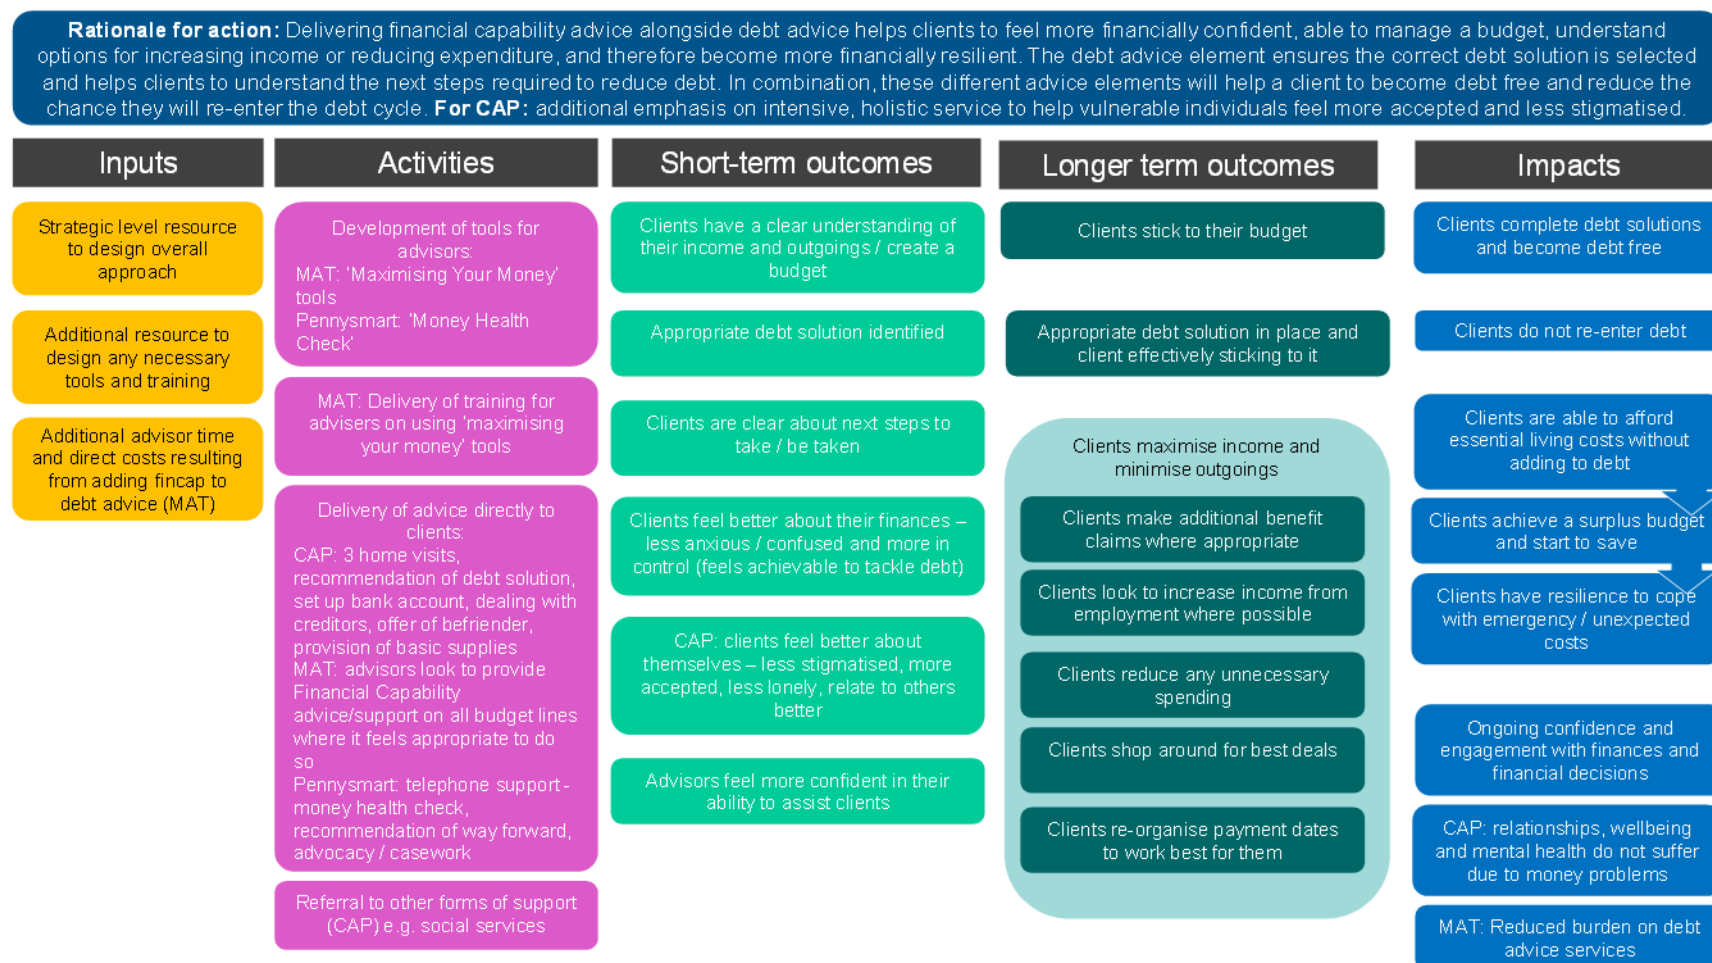 Rationale for action: Delivering financial capability advice alongside debt advice helps clients to feel more financially confident, able to manage a budget, understand
options for increasing income or reducing expenditure, and therefore become more financially resilient. The debt advice element ensures the correct debt solution is selected
and helps clients to understand the next steps required to reduce debt. In combination, these different advice elements will help a client to become debt free and reduce the
chance they will re-enter the debt cycle. For CAP: additional emphasis on intensive, holistic service to help vulnerable individuals feel more accepted and less stigmatised.
Inputs
Strategic level resource
to design overall
approach
Additional resource to
design any necessary
tools and training
Additional advisor time
and direct costs resulting
from adding fincap to
debt advice (MAT)
Activities
Development of tools for
advisors:
MAT: 'Maximising Your Money'
tools
Pennysmart: 'Money Health
Check'
MAT: Delivery of training for
advisers on using 'maximising
your money' tools
Delivery of advice directly to
clients:
CAP: 3 home visits,
recommendation of debt solution,
set up bank account, dealing with
creditors, offer of befriender,
provision of basic supplies
MAT: advisors look to provide
Financial Capability
advice/support on all budget lines
where it feels appropriate to do
so
Pennysmart: telephone support -
money health check,
recommendation of way forward,
advocacy / casework
Referral to other forms of support
(CAP) e.g. social services
Short-term outcomes
Clients have a clear understanding of
their income and outgoings / create a
budget
Appropriate debt solution identified
Clients are clear about next steps to
take / be taken
Clients feel better about their finances –
less anxious / confused and more in
control (feels achievable to tackle debt)
CAP: clients feel better about
themselves – less stigmatised, more
accepted, less lonely, relate to others
better
Advisors feel more confident in their
ability to assist clients
Longer term outcomes
Clients stick to their budget
Appropriate debt solution in place and
client effectively sticking to it
Clients maximise income and
minimise outgoings
Clients make additional benefit
claims where appropriate
Clients look to increase income from
employment where possible
Clients reduce any unnecessary
spending
Clients shop around for best deals
Clients re-organise payment dates
to work best for them
Impacts
Clients complete debt solutions
and become debt free
Clients do not re-enter debt
Clients are able to afford
essential living costs without
adding to debt
Clients achieve a surplus budget
and start to save
Clients have resilience to cope
with emergency / unexpected
costs
Ongoing confidence and
engagement with finances and
financial decisions
CAP: relationships, wellbeing
and mental health do not suffer
due to money problems
MAT: Reduced burden on debt
advice services